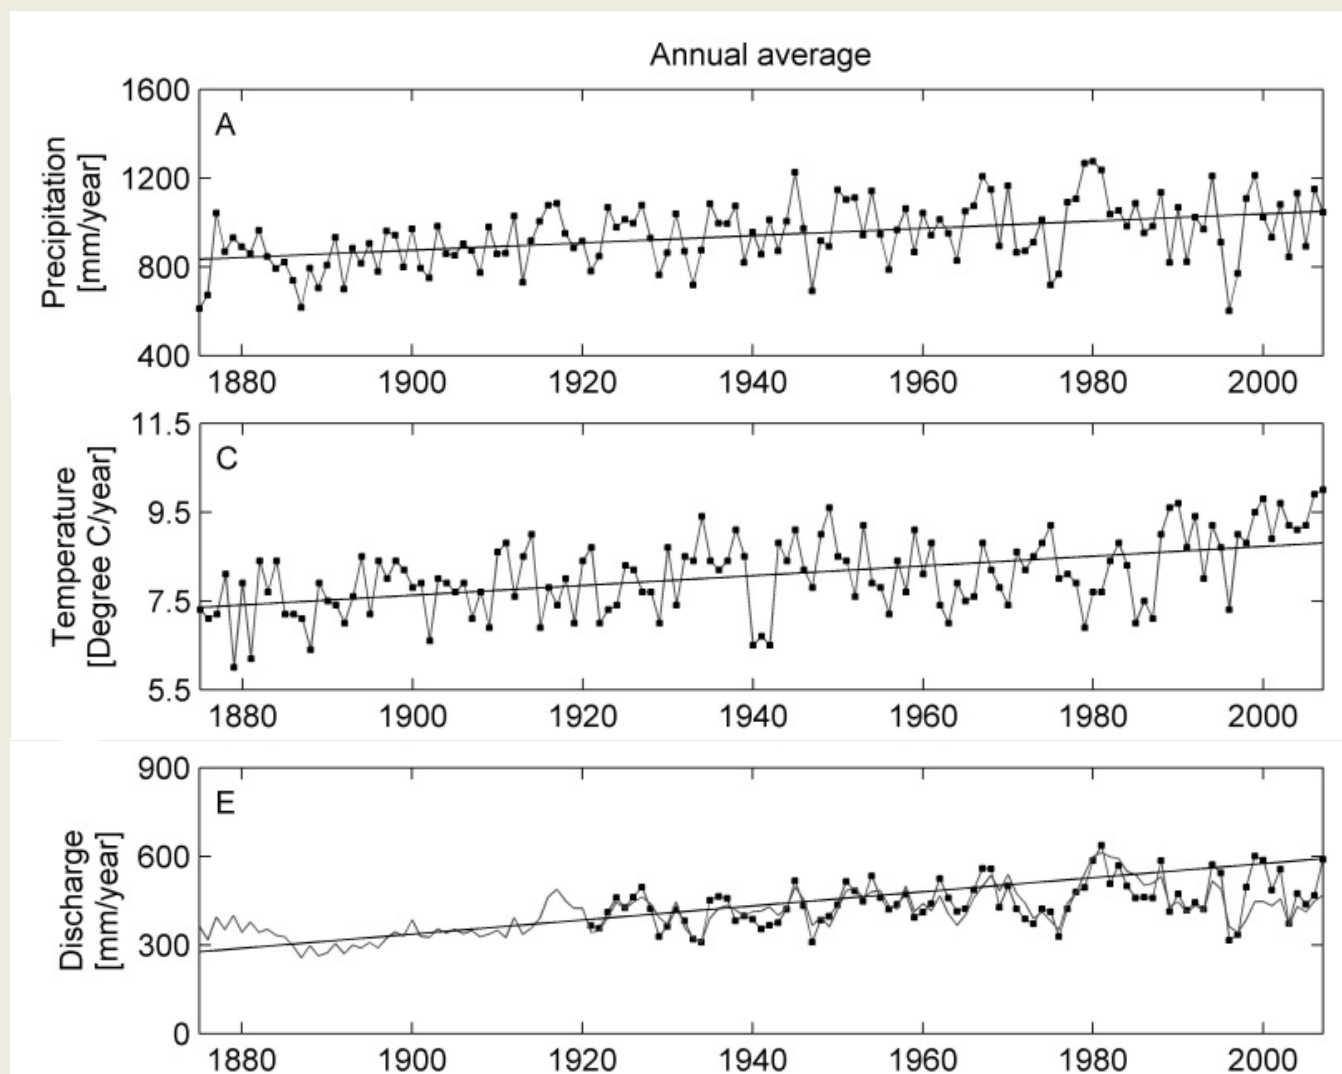 Annual average
A
Precipitation
[mm/year]
1600
1200
800
400
1880 1900 1920 1940 1960 1980 2000
C
Temperature
[Degree C/year]
11.5
9.5
7.5
5.5
1880 1900 1920 1940 1960 1980 2000
E
Discharge
[mm/year]
900
600
300
0
1880 1900 1920 1940 1960 1980 2000